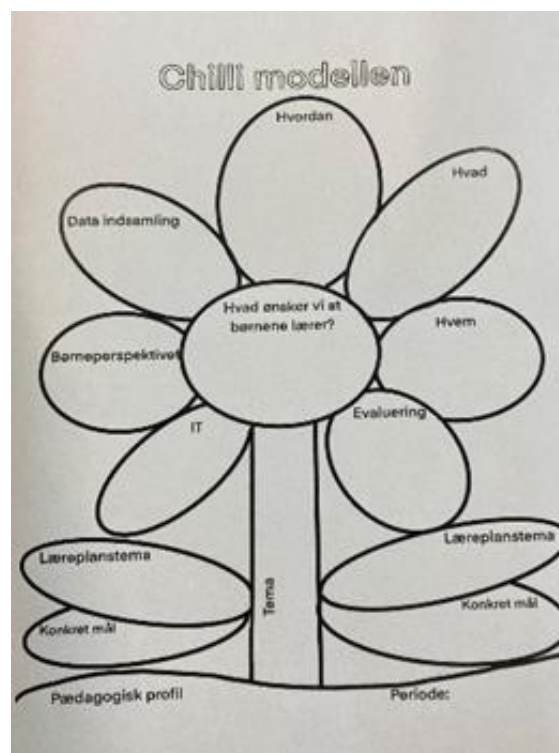 Chilli modellen
Hvordan
Hvad
Data indsamling
Hvad ønsker vi at
børnene lærer?
Hvem
Børneperspektivet
IT
Evaluering
Læreplanstema
Læreplanstema
Tema
Konkret mål
Konkret mål
Pædagogisk profil
Periode: